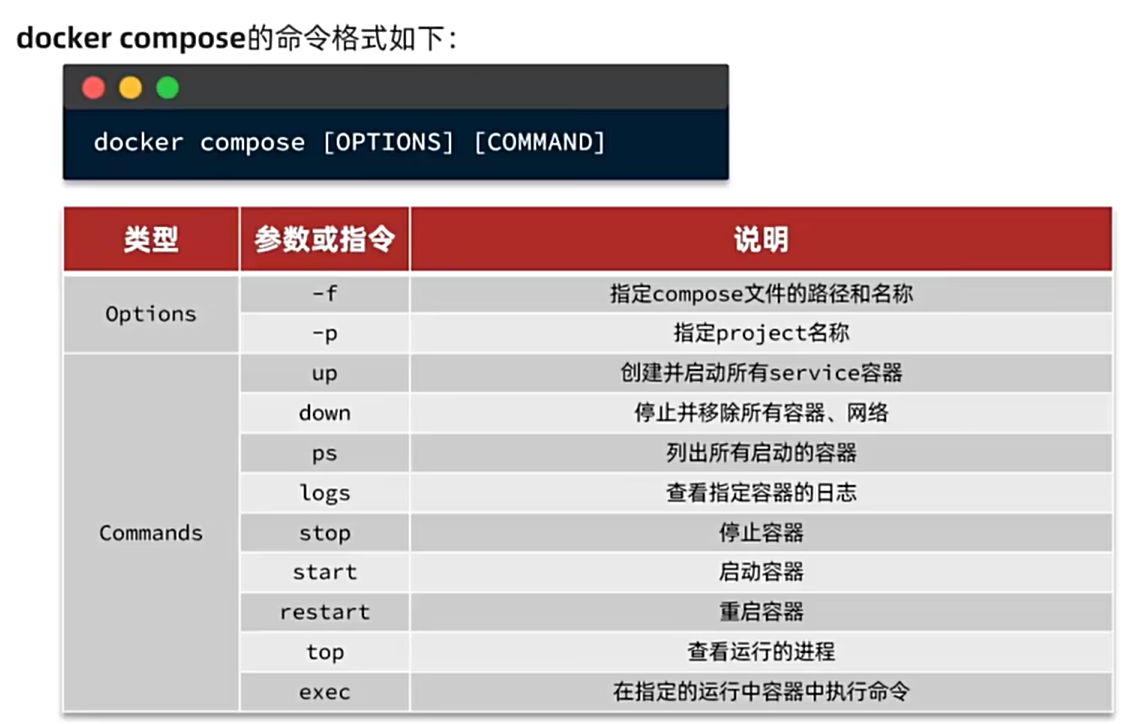 docker compose的命令格式如下：
docker compose [OPTIONS] [COMMAND]
类型 参数或指令 说明
Options
-f 指定compose文件的路径和名称
-p 指定project名称
Commands
up 创建并启动所有service容器
down 停止并移除所有容器、网络
ps 列出所有启动的容器
logs 查看指定容器的日志
stop 停止容器
start 启动容器
restart 重启容器
top 查看运行的进程
exec 在指定的运行中容器中执行命令